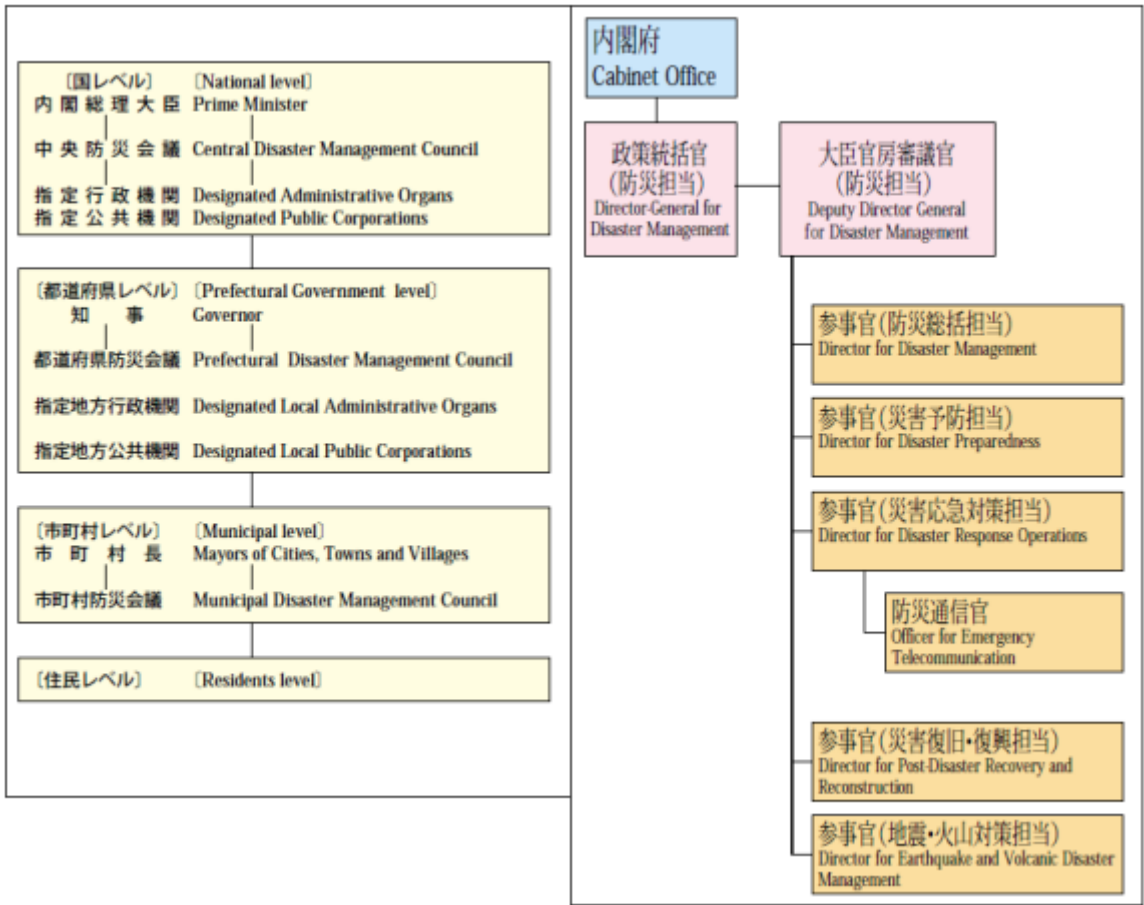 〔国レベル〕 〔National level〕
内閣総理大臣 Prime Minister
中央防災会議 Central Disaster Management Council
指定行政機関 Designated Administrative Organs
指定公共機関 Designated Public Corporations
〔都道府県レベル〕 〔Prefectural Government level〕
知事 Governor
都道府県防災会議 Prefectural Disaster Management Council
指定地方行政機関 Designated Local Administrative Organs
指定地方公共機関 Designated Local Public Corporations
〔市町村レベル〕 〔Municipal level〕
市町村長 Mayors of Cities, Towns and Villages
市町村防災会議 Municipal Disaster Management Council
〔住民レベル〕 〔Residents level〕
内閣府
Cabinet Office
政策統括官
(防災担当)
Director-General for
Disaster Management
大臣官房審議官
(防災担当)
Deputy Director General
for Disaster Management
参事官(防災総括担当)
Director for Disaster Management
参事官(災害予防担当)
Director for Disaster Preparedness
参事官(災害応急対策担当)
Director for Disaster Response Operations
防災通信官
Officer for Emergency
Telecommunication
参事官(災害復旧・復興担当)
Director for Post-Disaster Recovery and
Reconstruction
参事官(地震・火山対策担当)
Director for Earthquake and Volcanic Disaster
Management